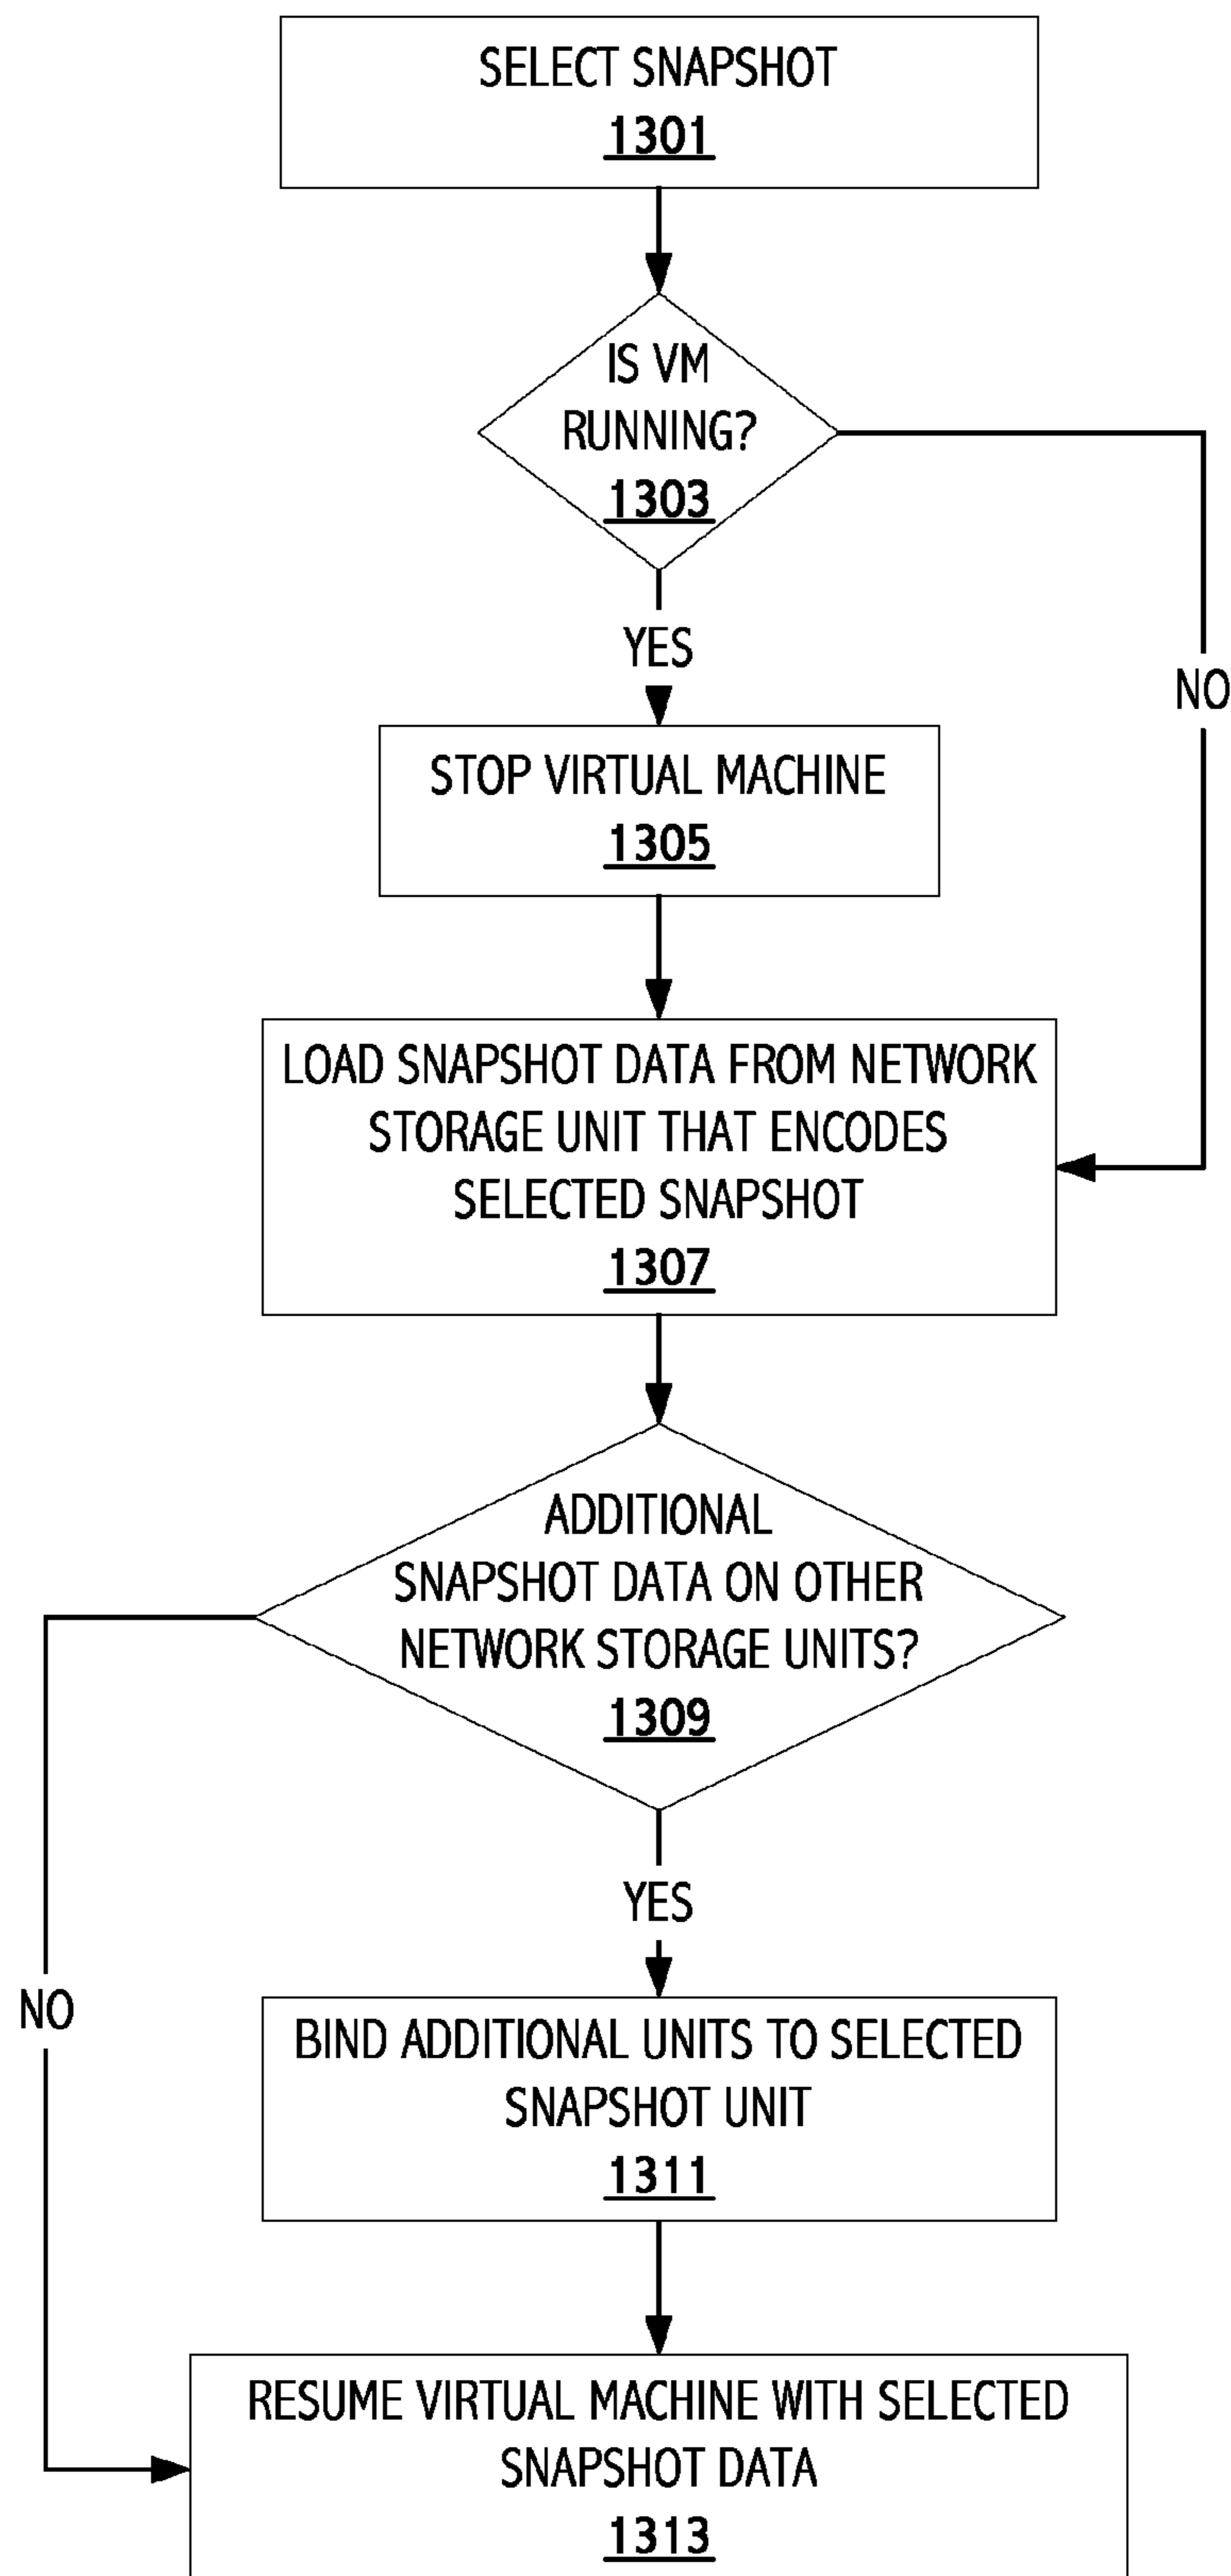 SELECT SNAPSHOT
1301
IS VM
RUNNING?
1303
YES
NO
STOP VIRTUAL MACHINE
1305
LOAD SNAPSHOT DATA FROM NETWORK
STORAGE UNIT THAT ENCODES
SELECTED SNAPSHOT
1307
ADDITIONAL
SNAPSHOT DATA ON OTHER
NETWORK STORAGE UNITS?
1309
YES
NO
BIND ADDITIONAL UNITS TO SELECTED
SNAPSHOT UNIT
1311
RESUME VIRTUAL MACHINE WITH SELECTED
SNAPSHOT DATA
1313